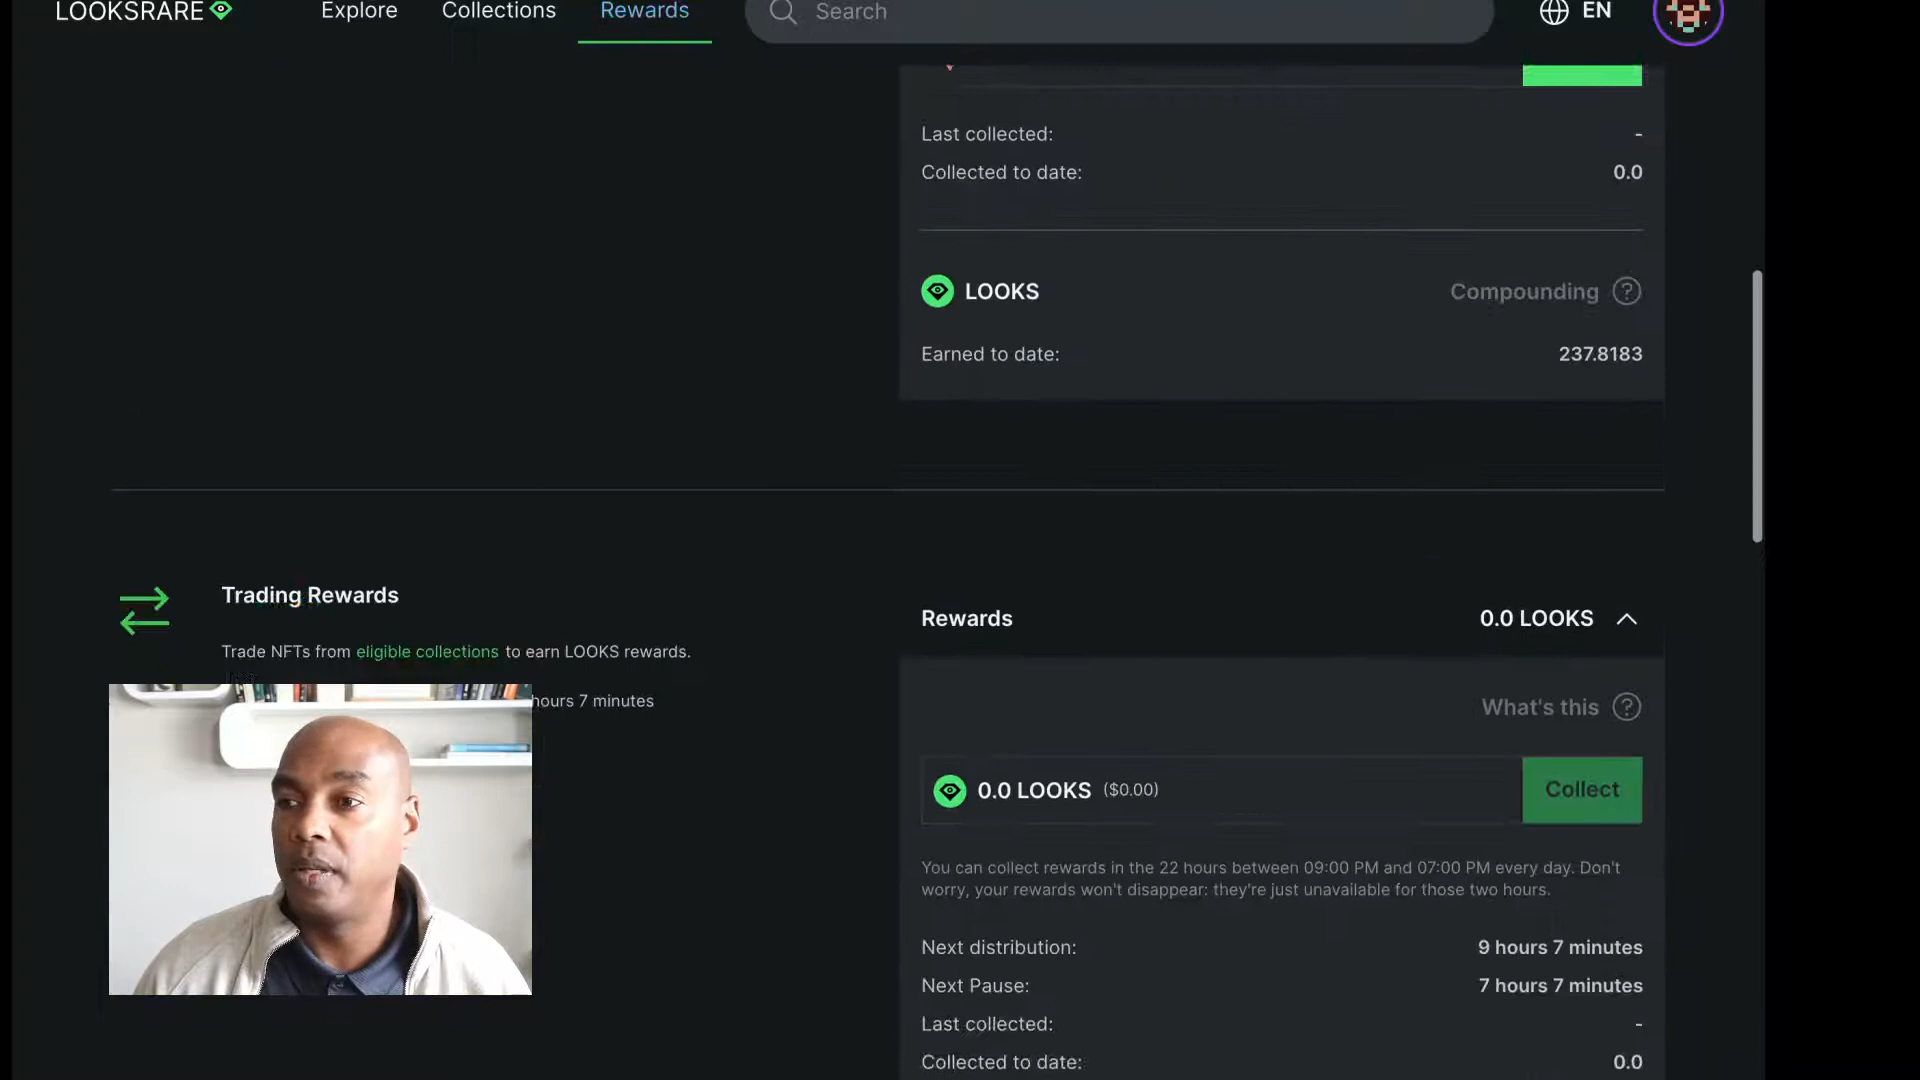 LOOKSRARE Explore Collections Rewards Search EN
Last collected: -
Collected to date: 0.0
LOOKS Compounding ?
Earned to date: 237.8183
Trading Rewards
Trade NFTs from eligible collections to earn LOOKS rewards.
hours 7 minutes
Rewards 0.0 LOOKS
What's this ?
0.0 LOOKS ($0.00) Collect
You can collect rewards in the 22 hours between 09:00 PM and 07:00 PM every day. Don't
worry, your rewards won't disappear: they're just unavailable for those two hours.
Next distribution: 9 hours 7 minutes
Next Pause: 7 hours 7 minutes
Last collected: -
Collected to date: 0.0